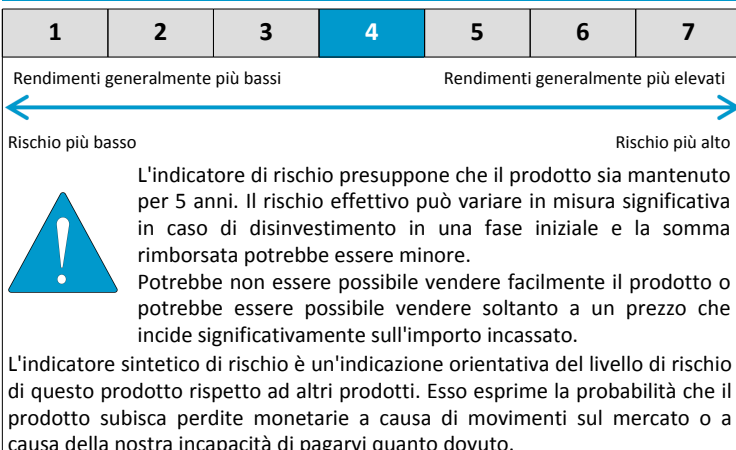 1 2 3 4 5 6 7
Rendimenti generalmente più bassi Rendimenti generalmente più elevati
Rischio più basso Rischio più alto
L'indicatore di rischio presuppone che il prodotto sia mantenuto
per 5 anni. Il rischio effettivo può variare in misura significativa
in caso di disinvestimento in una fase iniziale e la somma
rimborsata potrebbe essere minore.
Potrebbe non essere possibile vendere facilmente il prodotto o
potrebbe essere possibile vendere soltanto a un prezzo che
incide significativamente sull'importo incassato.
L'indicatore sintetico di rischio è un'indicazione orientativa del livello di rischio
di questo prodotto rispetto ad altri prodotti. Esso esprime la probabilità che il
prodotto subisca perdite monetarie a causa di movimenti sul mercato o a
causa della nostra incapacità di pagarvi quanto dovuto.